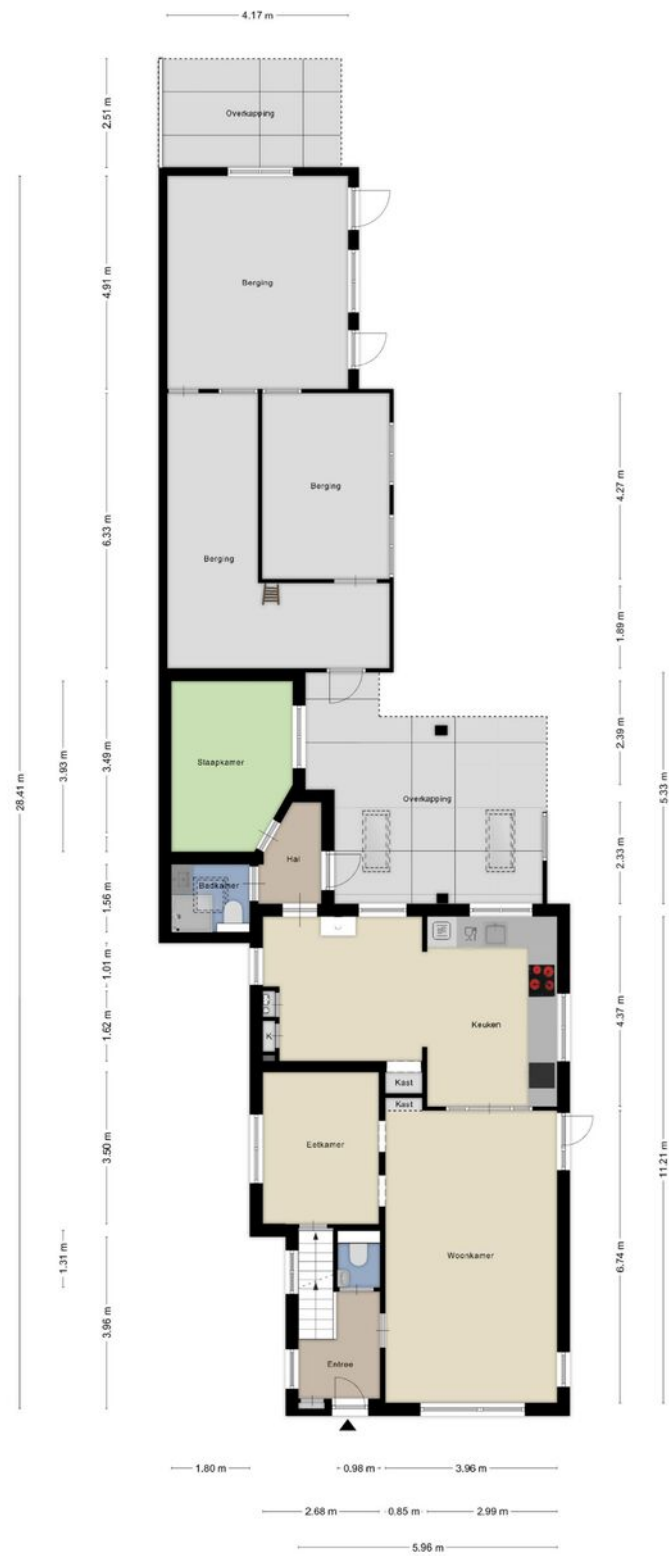 4.17 m
2.51 m
Overkapping
4.91 m
Berging
28.41 m
6.33 m
Berging
Berging
4.27 m
1.89 m
3.93 m
3.49 m
Slaapkamer
Overkapping
2.39 m
5.33 m
Hal
2.33 m
1.56 m
Badkamer
1.01 m
1.62 m
K
Keuken
4.37 m
Kast
Kast
3.50 m
Eetkamer
11.21 m
1.31 m
3.96 m
Woonkamer
6.74 m
Entree
1.80 m
0.98 m
3.96 m
2.68 m
0.85 m
2.99 m
5.96 m